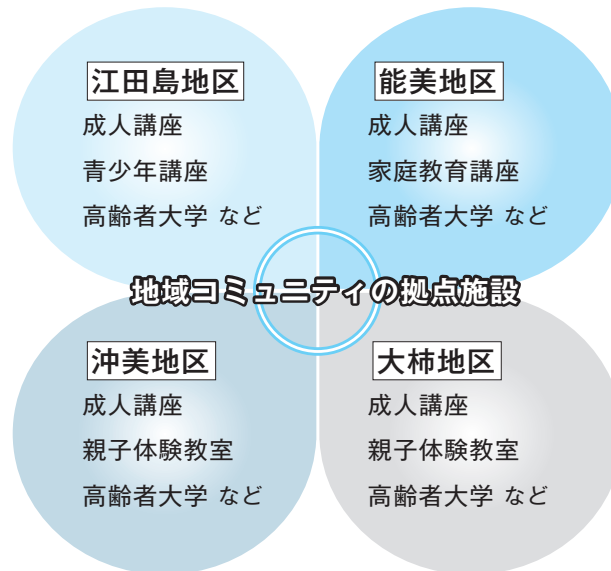 江田島地区
成人講座
青少年講座
高齢者大学 など
能美地区
成人講座
家庭教育講座
高齢者大学 など
地域コミュニティの拠点施設
沖美地区
成人講座
親子体験教室
高齢者大学 など
大柿地区
成人講座
親子体験教室
高齢者大学 など